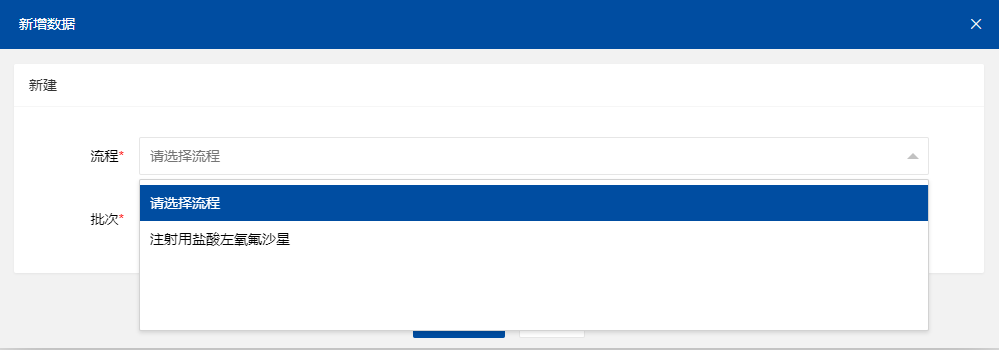 新增数据
新建
流程*
请选择流程
请选择流程
批次*
注射用盐酸左氧氟沙星